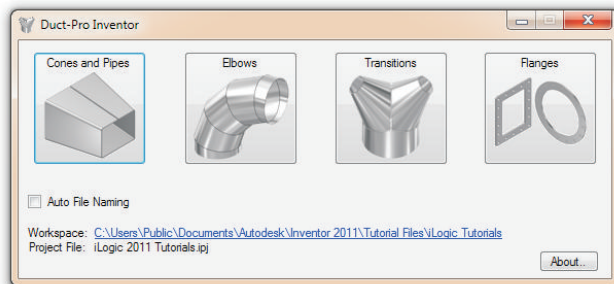 Duct-Pro Inventor
Cones and Pipes Elbows Transitions Flanges
Auto File Naming
Workspace: C:\Users\Public\Documents\Autodesk\Inventor 2011\Tutorial Files\iLogic Tutorials
Project File: iLogic 2011 Tutorials.ipj
About..